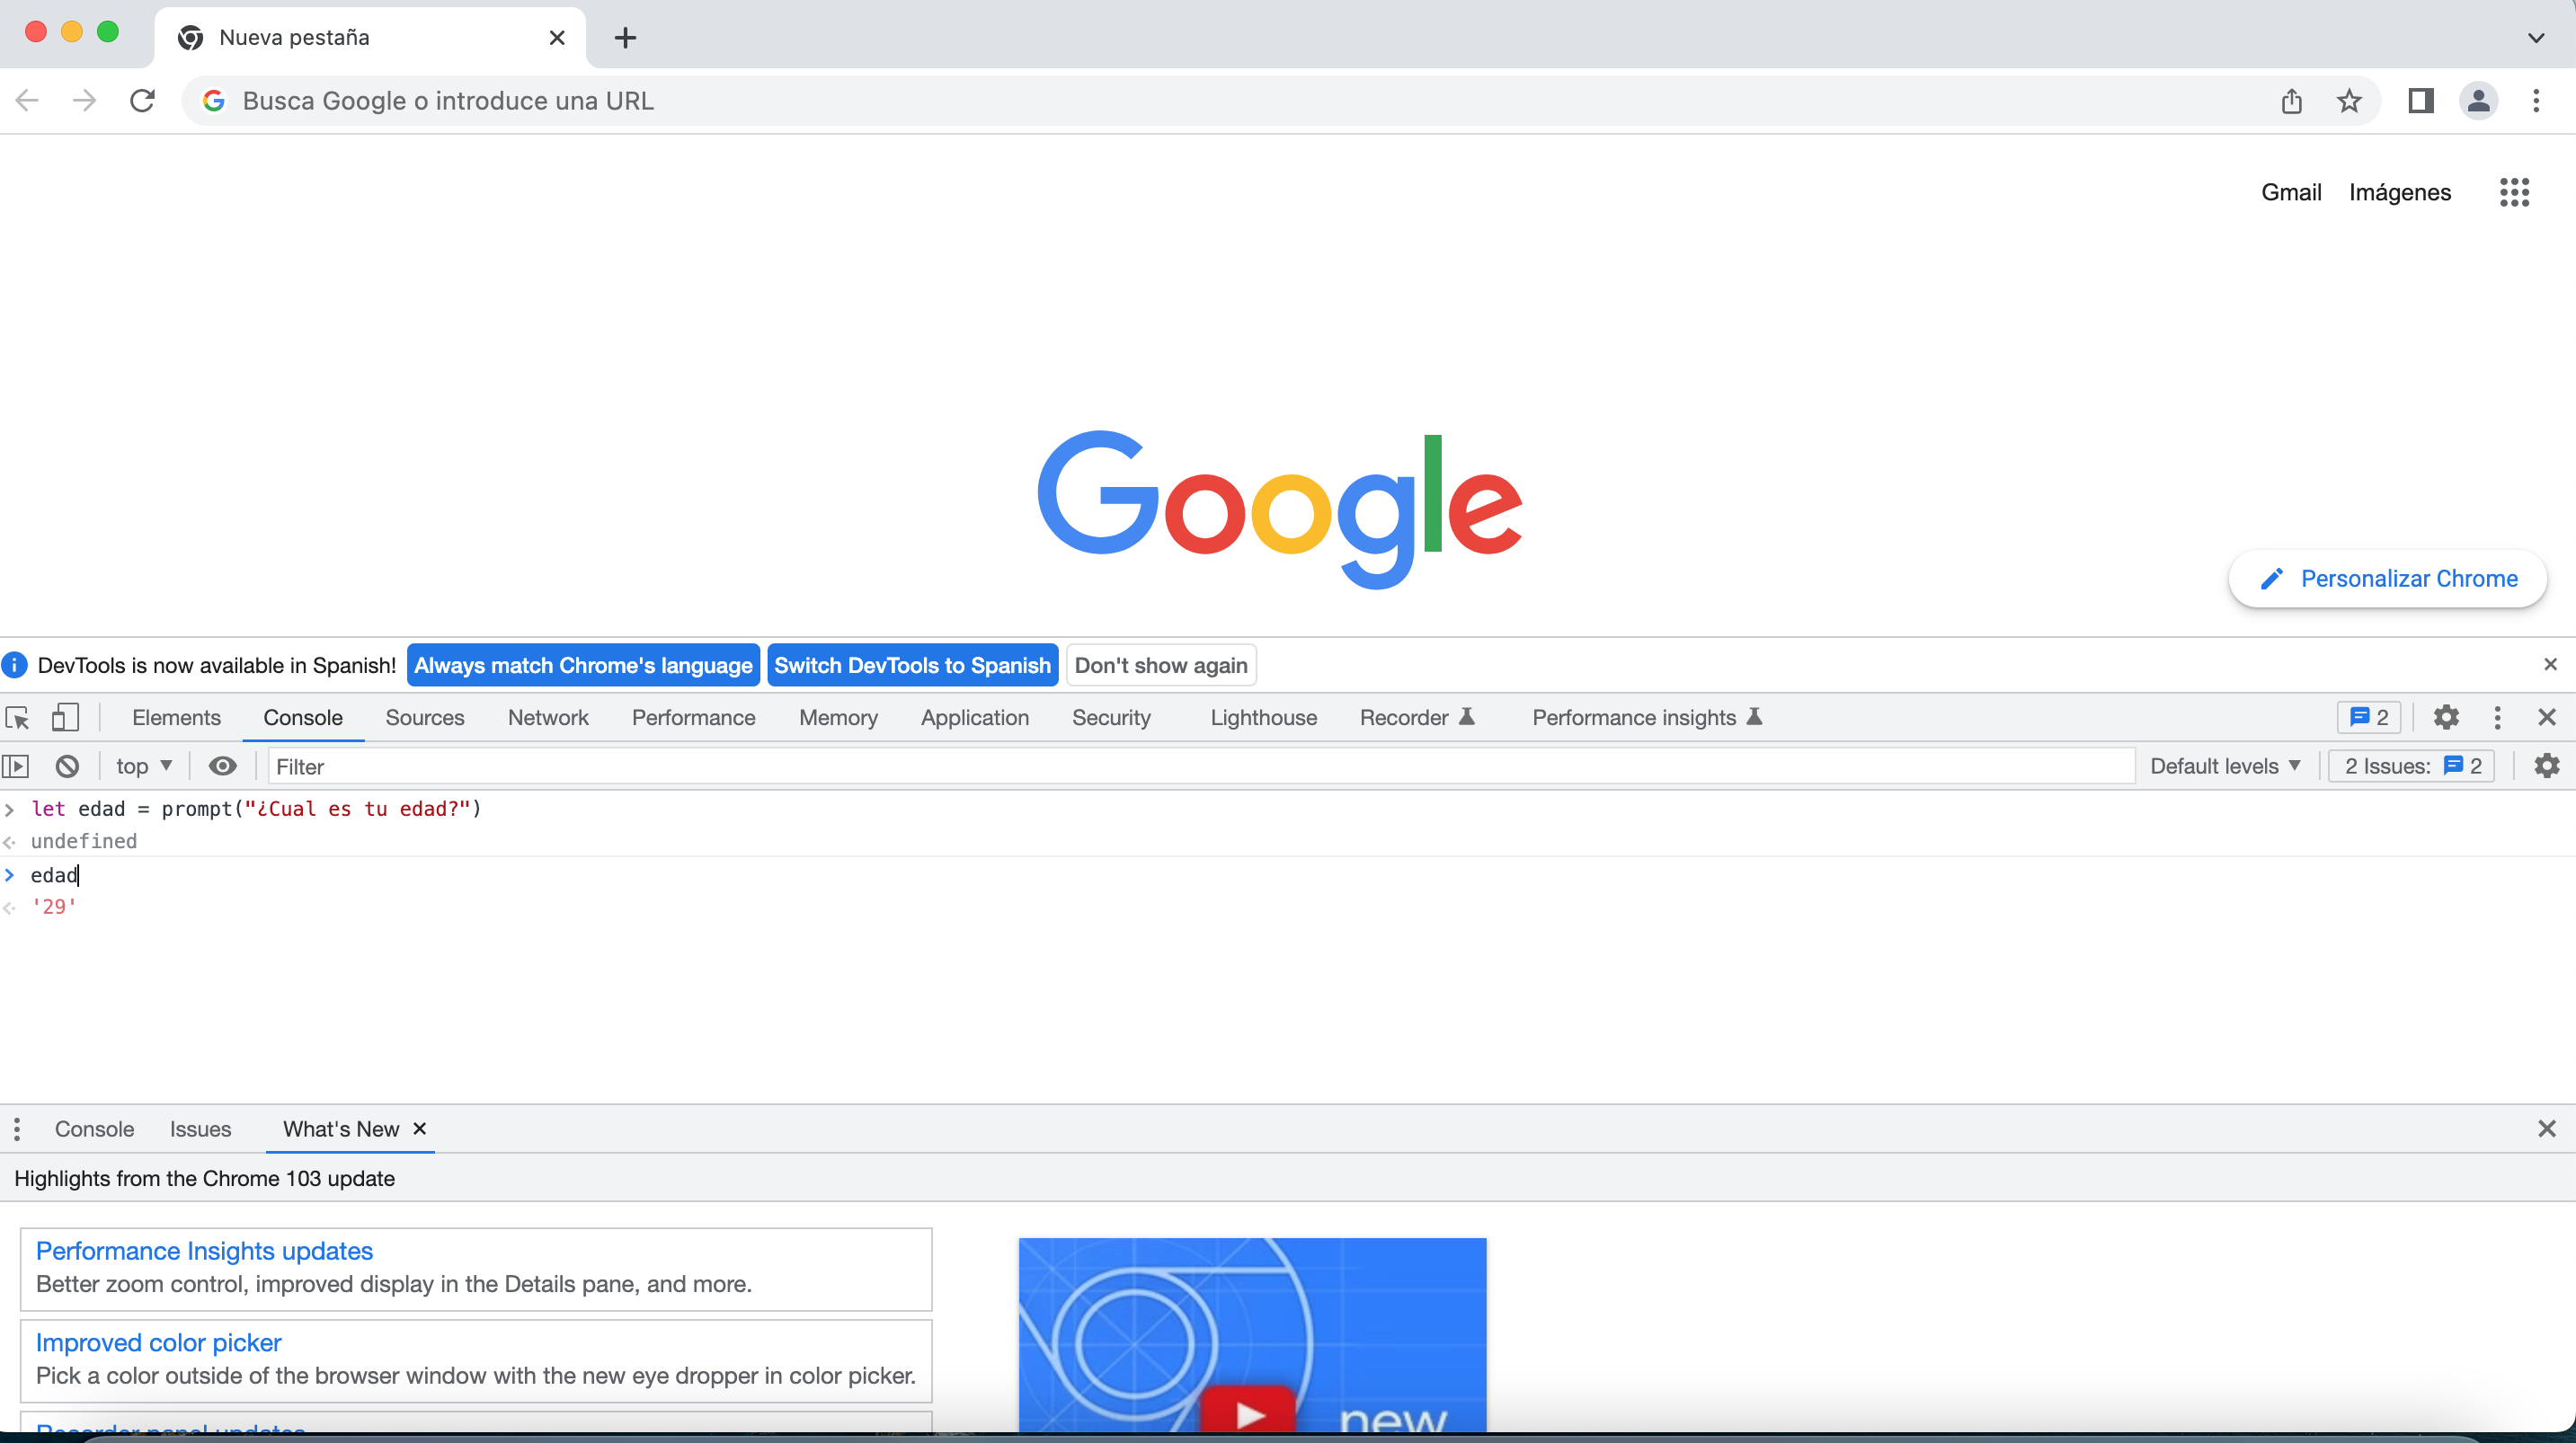 Nueva pestaña
Busca Google o introduce una URL
Gmail Imágenes
Google
Personalizar Chrome
DevTools is now available in Spanish! Always match Chrome's language Switch DevTools to Spanish Don't show again
Elements Console Sources Network Performance Memory Application Security Lighthouse Recorder Performance insights 2
top Filter Default levels 2 Issues: 2
let edad = prompt("¿Cual es tu edad?")
undefined
edad
'29'
Console Issues What's New
Highlights from the Chrome 103 update
Performance Insights updates
Better zoom control, improved display in the Details pane, and more.
Improved color picker
Pick a color outside of the browser window with the new eye dropper in color picker.
Recorder panel updates
new